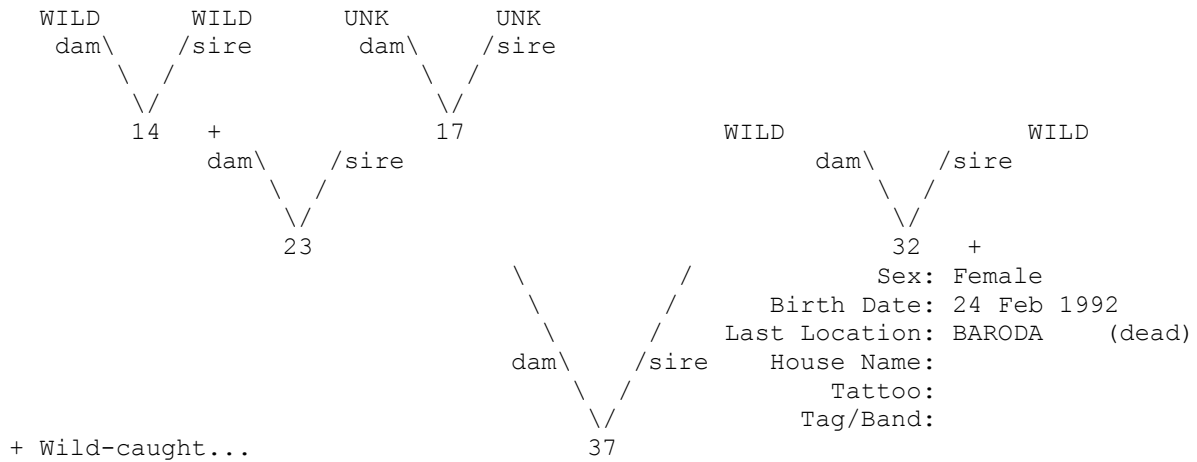 WILD WILD UNK UNK
dam\ /sire dam\ /sire
\ / \ /
\/ \/
14 + 17 WILD WILD
dam\ /sire dam\ /sire
\ / \ /
\/ \/
23 32 +
\ / Sex: Female
\ / Birth Date: 24 Feb 1992
\ / Last Location: BARODA (dead)
dam\ /sire House Name:
\ / Tattoo:
\/ Tag/Band:
+ Wild-caught... 37